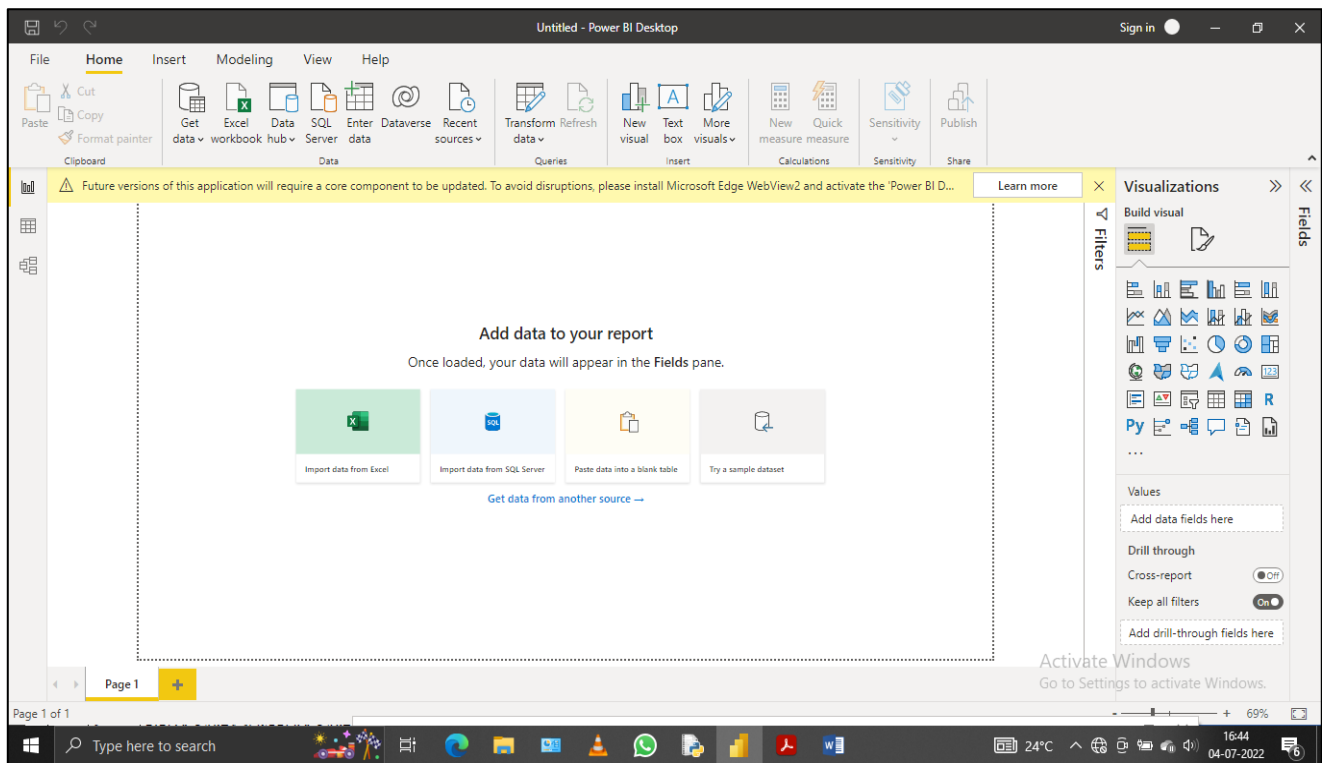 Untitled - Power BI Desktop
Sign in
File Home Insert Modeling View Help
Paste
Cut
Copy
Format painter
Clipboard
Get data
Excel workbook
Data hub
SQL Server
Enter data
Dataverse
Recent sources
Data
Transform data
Refresh
Queries
New visual
Text box
More visuals
Insert
New measure
Quick measure
Calculations
Sensitivity
Sensitivity
Publish
Share
Future versions of this application will require a core component to be updated. To avoid disruptions, please install Microsoft Edge WebView2 and activate the 'Power BI D...
Learn more
Filters
Visualizations
Build visual
Fields
123
R
Py
...
Values
Add data fields here
Drill through
Cross-report
Off
Keep all filters
On
Add drill-through fields here
Add data to your report
Once loaded, your data will appear in the Fields pane.
SQL
Import data from Excel
Import data from SQL Server
Paste data into a blank table
Try a sample dataset
Get data from another source →
Activate Windows
Go to Settings to activate Windows.
Page 1
Page 1 of 1
69%
Type here to search
24°C
16:44
04-07-2022
6